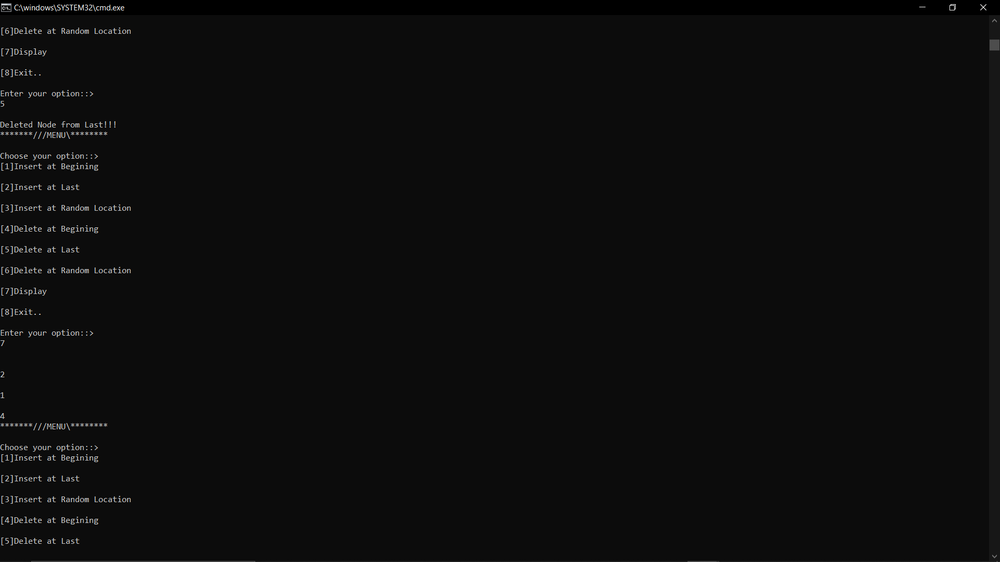 C:\windows\SYSTEM32\cmd.exe
[6]Delete at Random Location
[7]Display
[8]Exit..
Enter your option::>
5
Deleted Node from Last!!!
*******///MENU\********
Choose your option::>
[1]Insert at Begining
[2]Insert at Last
[3]Insert at Random Location
[4]Delete at Begining
[5]Delete at Last
[6]Delete at Random Location
[7]Display
[8]Exit..
Enter your option::>
7
2
1
4
*******///MENU\********
Choose your option::>
[1]Insert at Begining
[2]Insert at Last
[3]Insert at Random Location
[4]Delete at Begining
[5]Delete at Last